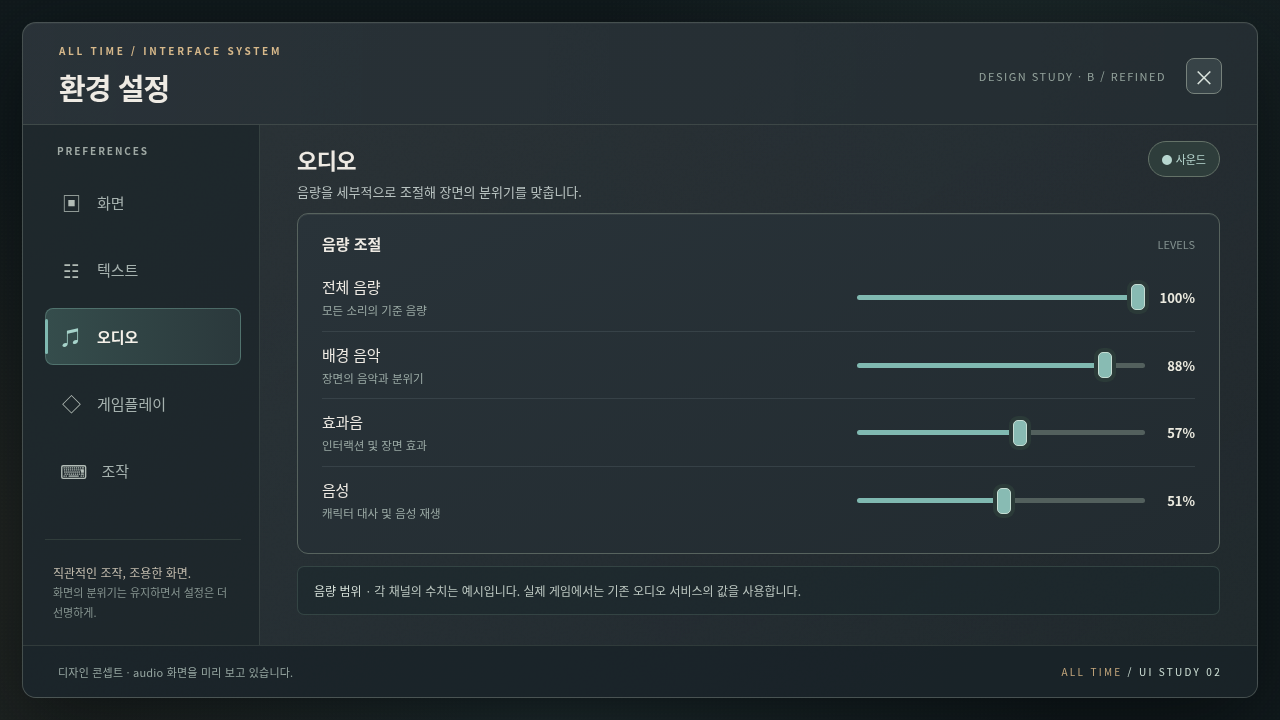 ALL TIME / INTERFACE SYSTEM
환경 설정
DESIGN STUDY · B / REFINED
PREFERENCES
화면
텍스트
오디오
게임플레이
조작
직관적인 조작, 조용한 화면.
화면의 분위기는 유지하면서 설정은 더
선명하게.
오디오
음량을 세부적으로 조절해 장면의 분위기를 맞춥니다.
사운드
음량 조절
LEVELS
전체 음량
모든 소리의 기준 음량
100%
배경 음악
장면의 음악과 분위기
88%
효과음
인터랙션 및 장면 효과
57%
음성
캐릭터 대사 및 음성 재생
51%
음량 범위 · 각 채널의 수치는 예시입니다. 실제 게임에서는 기존 오디오 서비스의 값을 사용합니다.
디자인 콘셉트 · audio 화면을 미리 보고 있습니다.
ALL TIME / UI STUDY 02